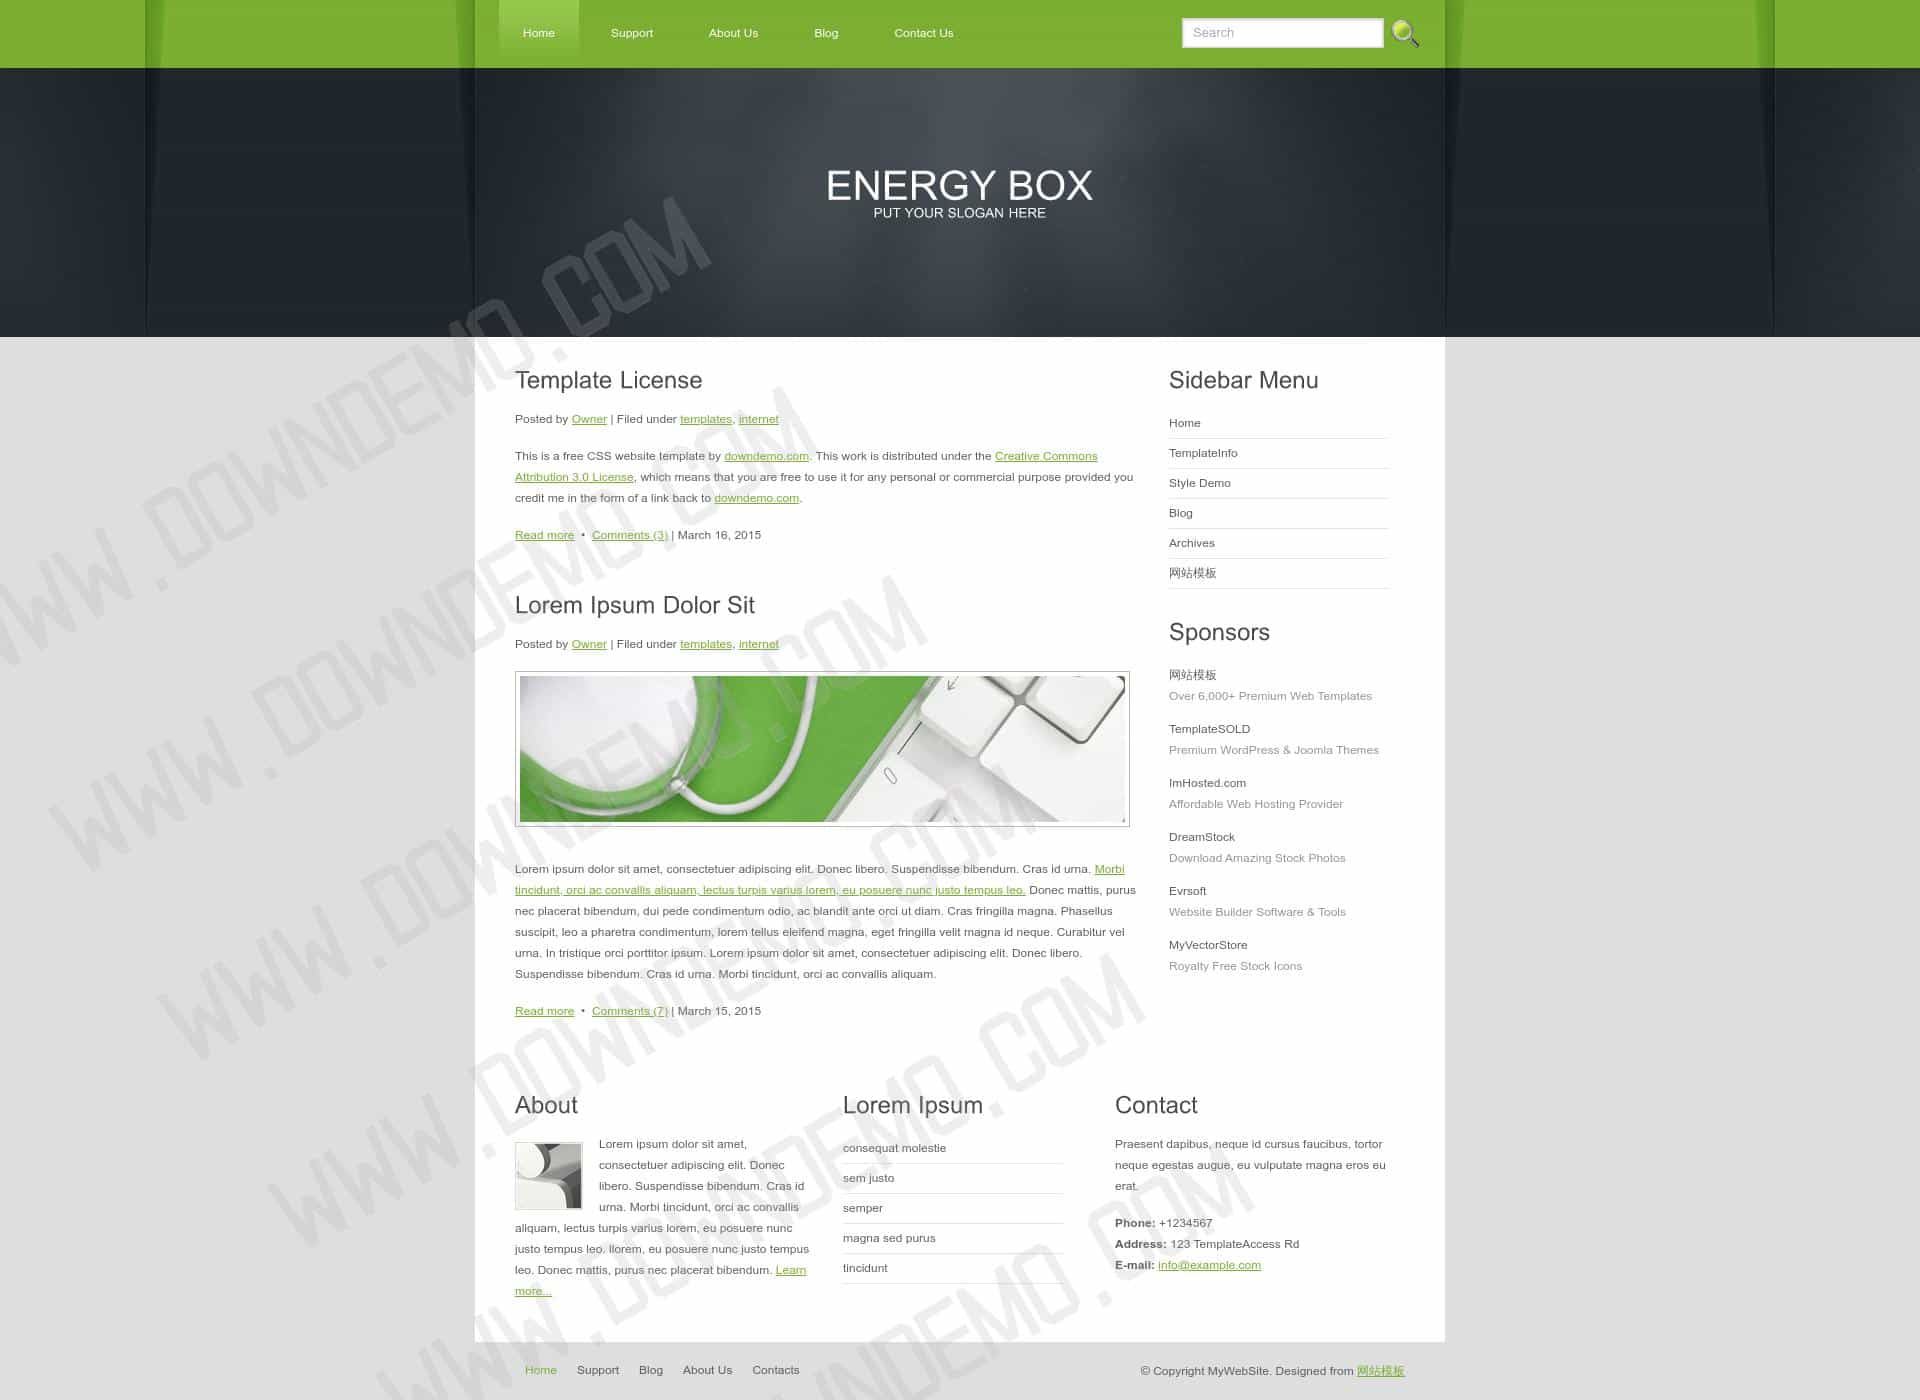 Home Support About Us Blog Contact Us Search
ENERGY BOX
PUT YOUR SLOGAN HERE
Template License
Posted by Owner | Filed under templates, internet
This is a free CSS website template by downdemo.com. This work is distributed under the Creative Commons
Attribution 3.0 License, which means that you are free to use it for any personal or commercial purpose provided you
credit me in the form of a link back to downdemo.com.
Read more • Comments (3) | March 16, 2015
Lorem Ipsum Dolor Sit
Posted by Owner | Filed under templates, internet
Lorem ipsum dolor sit amet, consectetuer adipiscing elit. Donec libero. Suspendisse bibendum. Cras id urna. Morbi
tincidunt, orci ac convallis aliquam, lectus turpis varius lorem, eu posuere nunc justo tempus leo. Donec mattis, purus
nec placerat bibendum, dui pede condimentum odio, ac blandit ante orci ut diam. Cras fringilla magna. Phasellus
suscipit, leo a pharetra condimentum, lorem tellus eleifend magna, eget fringilla velit magna id neque. Curabitur vel
urna. In tristique orci porttitor ipsum. Lorem ipsum dolor sit amet, consectetuer adipiscing elit. Donec libero.
Suspendisse bibendum. Cras id urna. Morbi tincidunt, orci ac convallis aliquam.
Read more • Comments (7) | March 15, 2015
Sidebar Menu
Home
TemplateInfo
Style Demo
Blog
Archives
网站模板
Sponsors
网站模板
Over 6,000+ Premium Web Templates
TemplateSOLD
Premium WordPress & Joomla Themes
ImHosted.com
Affordable Web Hosting Provider
DreamStock
Download Amazing Stock Photos
Evrsoft
Website Builder Software & Tools
MyVectorStore
Royalty Free Stock Icons
About
Lorem ipsum dolor sit amet,
consectetuer adipiscing elit. Donec
libero. Suspendisse bibendum. Cras id
urna. Morbi tincidunt, orci ac convallis
aliquam, lectus turpis varius lorem, eu posuere nunc
justo tempus leo. llorem, eu posuere nunc justo tempus
leo. Donec mattis, purus nec placerat bibendum. Learn
more...
Lorem Ipsum
consequat molestie
sem justo
semper
magna sed purus
tincidunt
Contact
Praesent dapibus, neque id cursus faucibus, tortor
neque egestas augue, eu vulputate magna eros eu
erat.
Phone: +1234567
Address: 123 TemplateAccess Rd
E-mail: info@example.com
Home Support Blog About Us Contacts
© Copyright MyWebSite. Designed from 网站模板
WWW.DOWNDEMO.COM
WWW.DOWNDEMO.COM
WWW.DOWNDEMO.COM
WWW.DOWNDEMO.COM
WWW.DOWNDEMO.COM
WWW.DOWNDEMO.COM